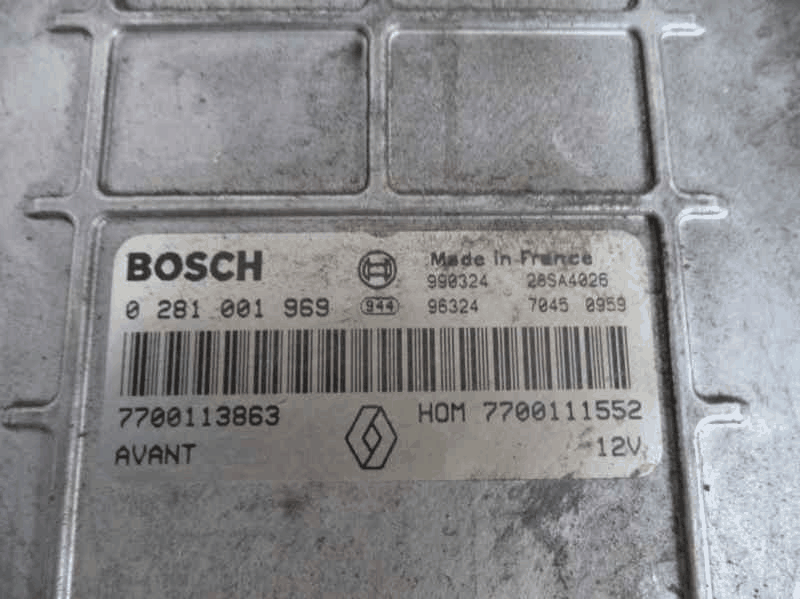 BOSCH Made in France
990324 28SA4026
0 281 001 969 944 96324 7045 0959
7700113863 HOM 7700111552
AVANT 12V